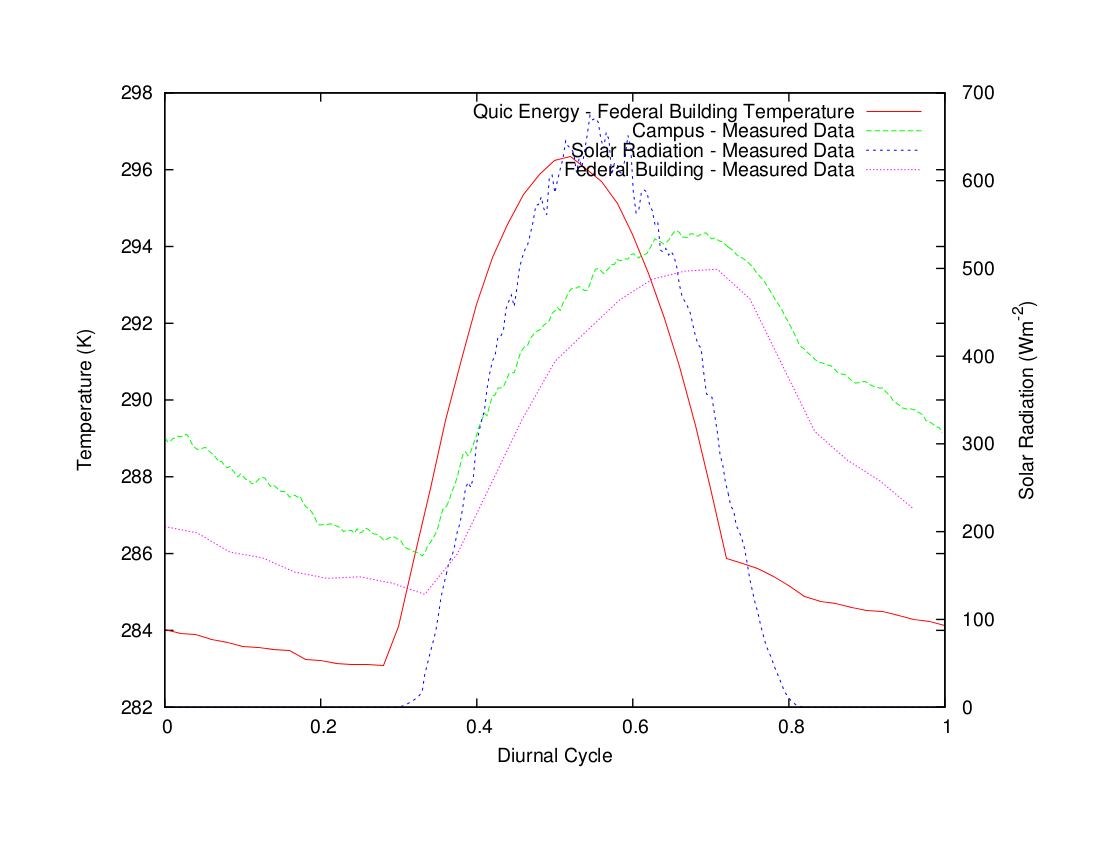 298
296
294
292
290
288
286
284
282
Temperature (K)
Quic Energy - Federal Building Temperature
Campus - Measured Data
Solar Radiation - Measured Data
Federal Building - Measured Data
700
600
500
400
300
200
100
0
Solar Radiation (Wm-2)
0 0.2 0.4 0.6 0.8 1
Diurnal Cycle